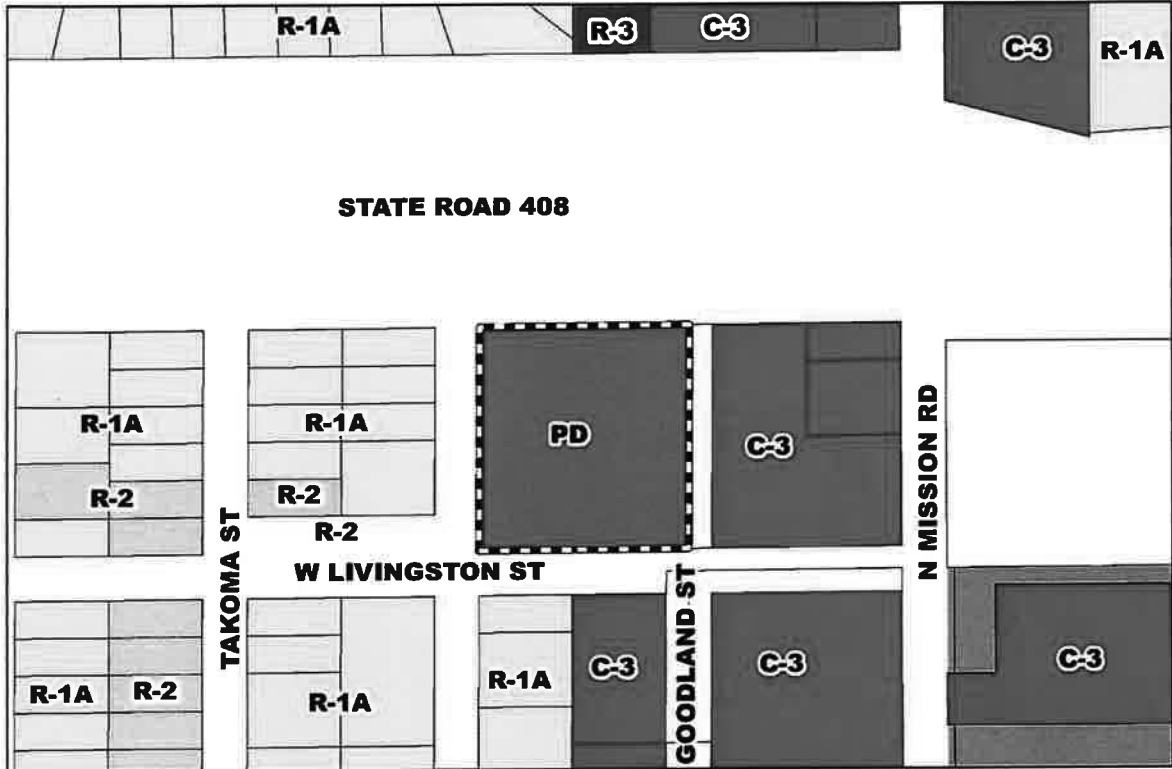 R-1A
R-3
C-3
C-3
R-1A
STATE ROAD 408
R-1A
R-1A
PD
C-3
R-2
R-2
R-2
TAKOMA ST
W LIVINGSTON ST
GOODLAND ST
N MISSION RD
R-1A
R-2
R-1A
R-1A
C-3
C-3
C-3